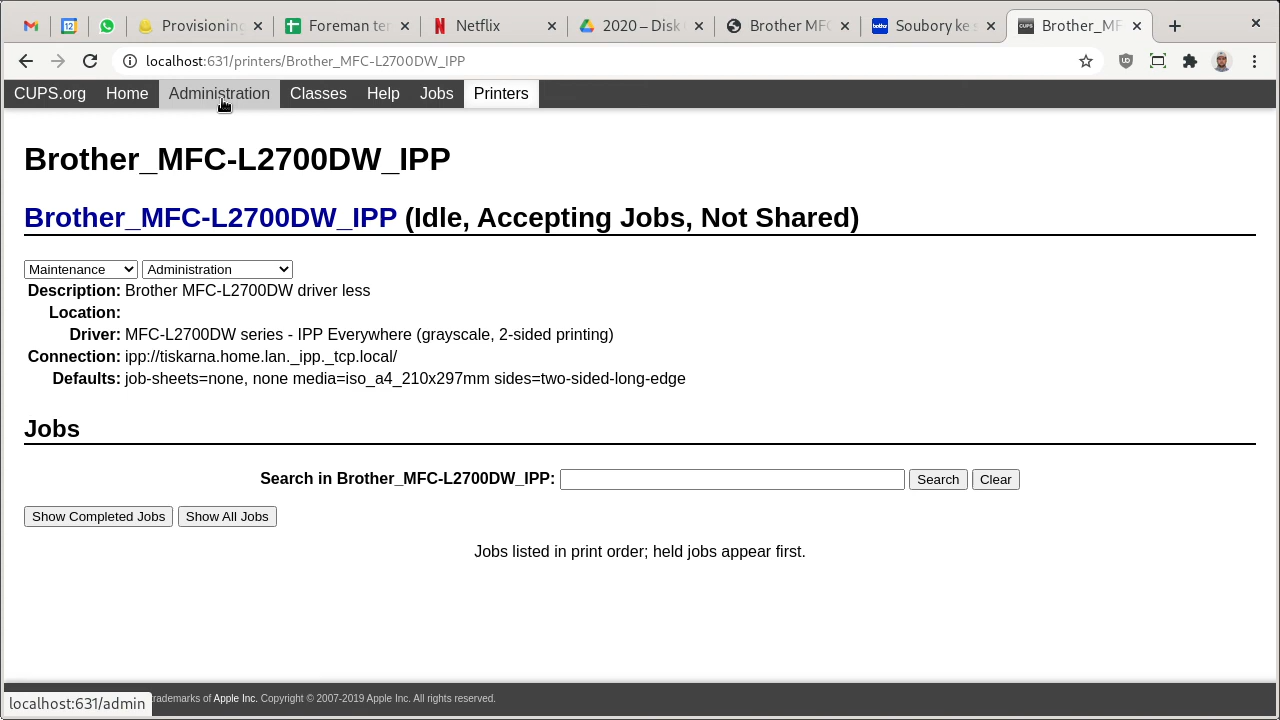 Provisioning
Foreman ter
Netflix
2020 – Disk
Brother MFC
Soubory ke s
Brother_MF
localhost:631/printers/Brother_MFC-L2700DW_IPP
CUPS.org Home Administration Classes Help Jobs Printers
Brother_MFC-L2700DW_IPP
Brother_MFC-L2700DW_IPP (Idle, Accepting Jobs, Not Shared)
Maintenance Administration
Description: Brother MFC-L2700DW driver less
Location:
Driver: MFC-L2700DW series - IPP Everywhere (grayscale, 2-sided printing)
Connection: ipp://tiskarna.home.lan._ipp._tcp.local/
Defaults: job-sheets=none, none media=iso_a4_210x297mm sides=two-sided-long-edge
Jobs
Search in Brother_MFC-L2700DW_IPP: Search Clear
Show Completed Jobs Show All Jobs
Jobs listed in print order; held jobs appear first.
trademarks of Apple Inc. Copyright © 2007-2019 Apple Inc. All rights reserved.
localhost:631/admin